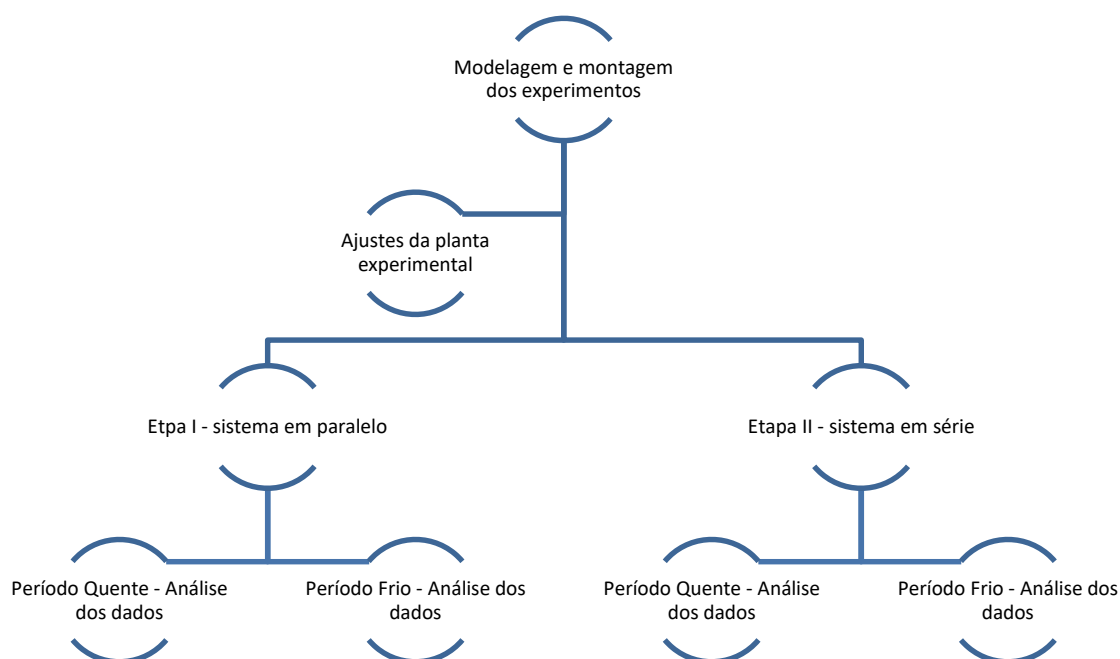 Modelagem e montagem
dos experimentos
Ajustes da planta
experimental
Etpa I - sistema em paralelo
Etapa II - sistema em série
Período Quente - Análise
dos dados
Período Frio - Análise dos
dados
Período Quente - Análise
dos dados
Período Frio - Análise dos
dados